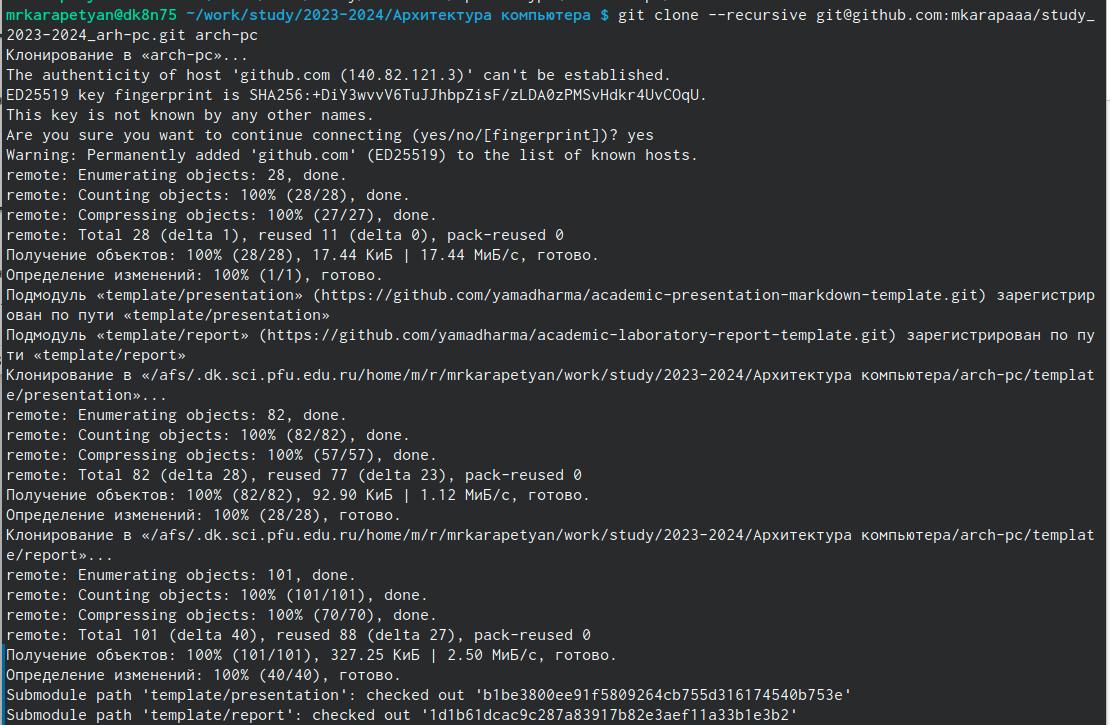 mrkarapetyan@dk8n75 ~/work/study/2023-2024/Архитектура компьютера $ git clone --recursive git@github.com:mkarapaaa/study_
2023-2024_arh-pc.git arch-pc
Клонирование в «arch-pc»...
The authenticity of host 'github.com (140.82.121.3)' can't be established.
ED25519 key fingerprint is SHA256:+DiY3wvvV6TuJJhbpZisF/zLDA0zPMSvHdkr4UvCOqU.
This key is not known by any other names.
Are you sure you want to continue connecting (yes/no/[fingerprint])? yes
Warning: Permanently added 'github.com' (ED25519) to the list of known hosts.
remote: Enumerating objects: 28, done.
remote: Counting objects: 100% (28/28), done.
remote: Compressing objects: 100% (27/27), done.
remote: Total 28 (delta 1), reused 11 (delta 0), pack-reused 0
Получение объектов: 100% (28/28), 17.44 КиБ | 17.44 МиБ/с, готово.
Определение изменений: 100% (1/1), готово.
Подмодуль «template/presentation» (https://github.com/yamadharma/academic-presentation-markdown-template.git) зарегистрир
ован по пути «template/presentation»
Подмодуль «template/report» (https://github.com/yamadharma/academic-laboratory-report-template.git) зарегистрирован по пу
ти «template/report»
Клонирование в «/afs/.dk.sci.pfu.edu.ru/home/m/r/mrkarapetyan/work/study/2023-2024/Архитектура компьютера/arch-pc/templat
e/presentation»...
remote: Enumerating objects: 82, done.
remote: Counting objects: 100% (82/82), done.
remote: Compressing objects: 100% (57/57), done.
remote: Total 82 (delta 28), reused 77 (delta 23), pack-reused 0
Получение объектов: 100% (82/82), 92.90 КиБ | 1.12 МиБ/с, готово.
Определение изменений: 100% (28/28), готово.
Клонирование в «/afs/.dk.sci.pfu.edu.ru/home/m/r/mrkarapetyan/work/study/2023-2024/Архитектура компьютера/arch-pc/templat
e/report»...
remote: Enumerating objects: 101, done.
remote: Counting objects: 100% (101/101), done.
remote: Compressing objects: 100% (70/70), done.
remote: Total 101 (delta 40), reused 88 (delta 27), pack-reused 0
Получение объектов: 100% (101/101), 327.25 КиБ | 2.50 МиБ/с, готово.
Определение изменений: 100% (40/40), готово.
Submodule path 'template/presentation': checked out 'b1be3800ee91f5809264cb755d316174540b753e'
Submodule path 'template/report': checked out '1d1b61dcac9c287a83917b82e3aef11a33b1e3b2'